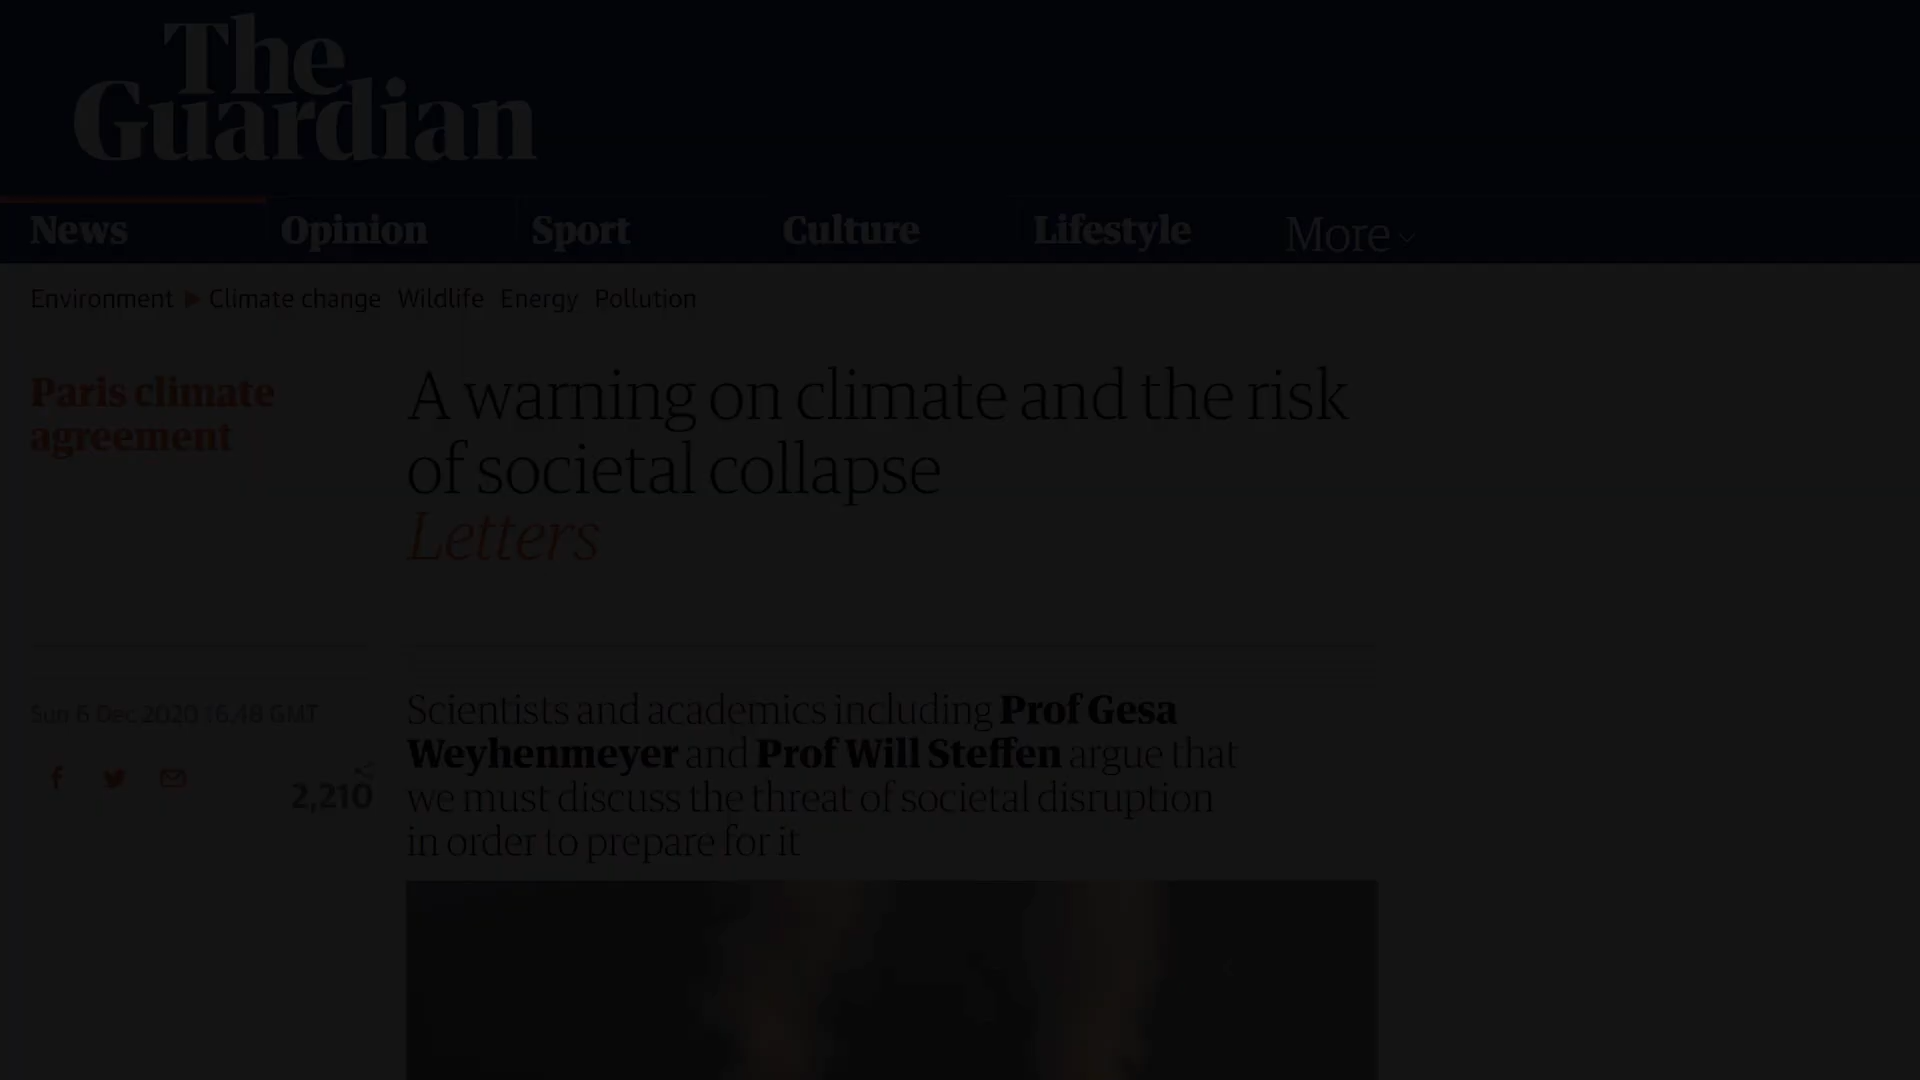 The
Guardian
News Opinion Sport Culture Lifestyle More
Environment Climate change Wildlife Energy Pollution
Paris climate
agreement
A warning on climate and the risk
of societal collapse
Letters
Sun 6 Dec 2020 16.48 GMT
2,210
Scientists and academics including Prof Gesa
Weyhenmeyer and Prof Will Steffen argue that
we must discuss the threat of societal disruption
in order to prepare for it